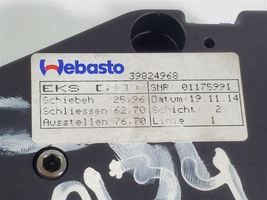 Webasto
39824968
EKS SNR: 01175991
Schiebeh 25,96 Datum: 19 11 14
Schliessen 62,70 Schicht: 2
Ausstellen 76,70 Linie : 1